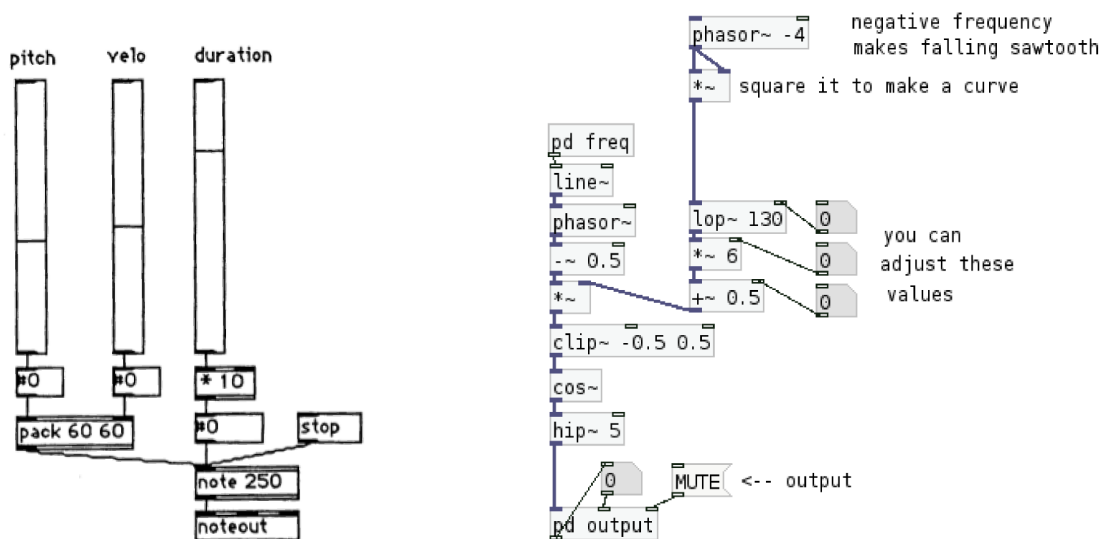 pitch
velo
duration
#0
#0
* 10
pack 60 60
#0
stop
note 250
noteout
phasor~ -4
negative frequency
makes falling sawtooth
*~
square it to make a curve
pd freq
line~
phasor~
-~ 0.5
*~
lop~ 130
0
*~ 6
0
+~ 0.5
0
you can
adjust these
values
clip~ -0.5 0.5
cos~
hip~ 5
0
MUTE
<-- output
pd output